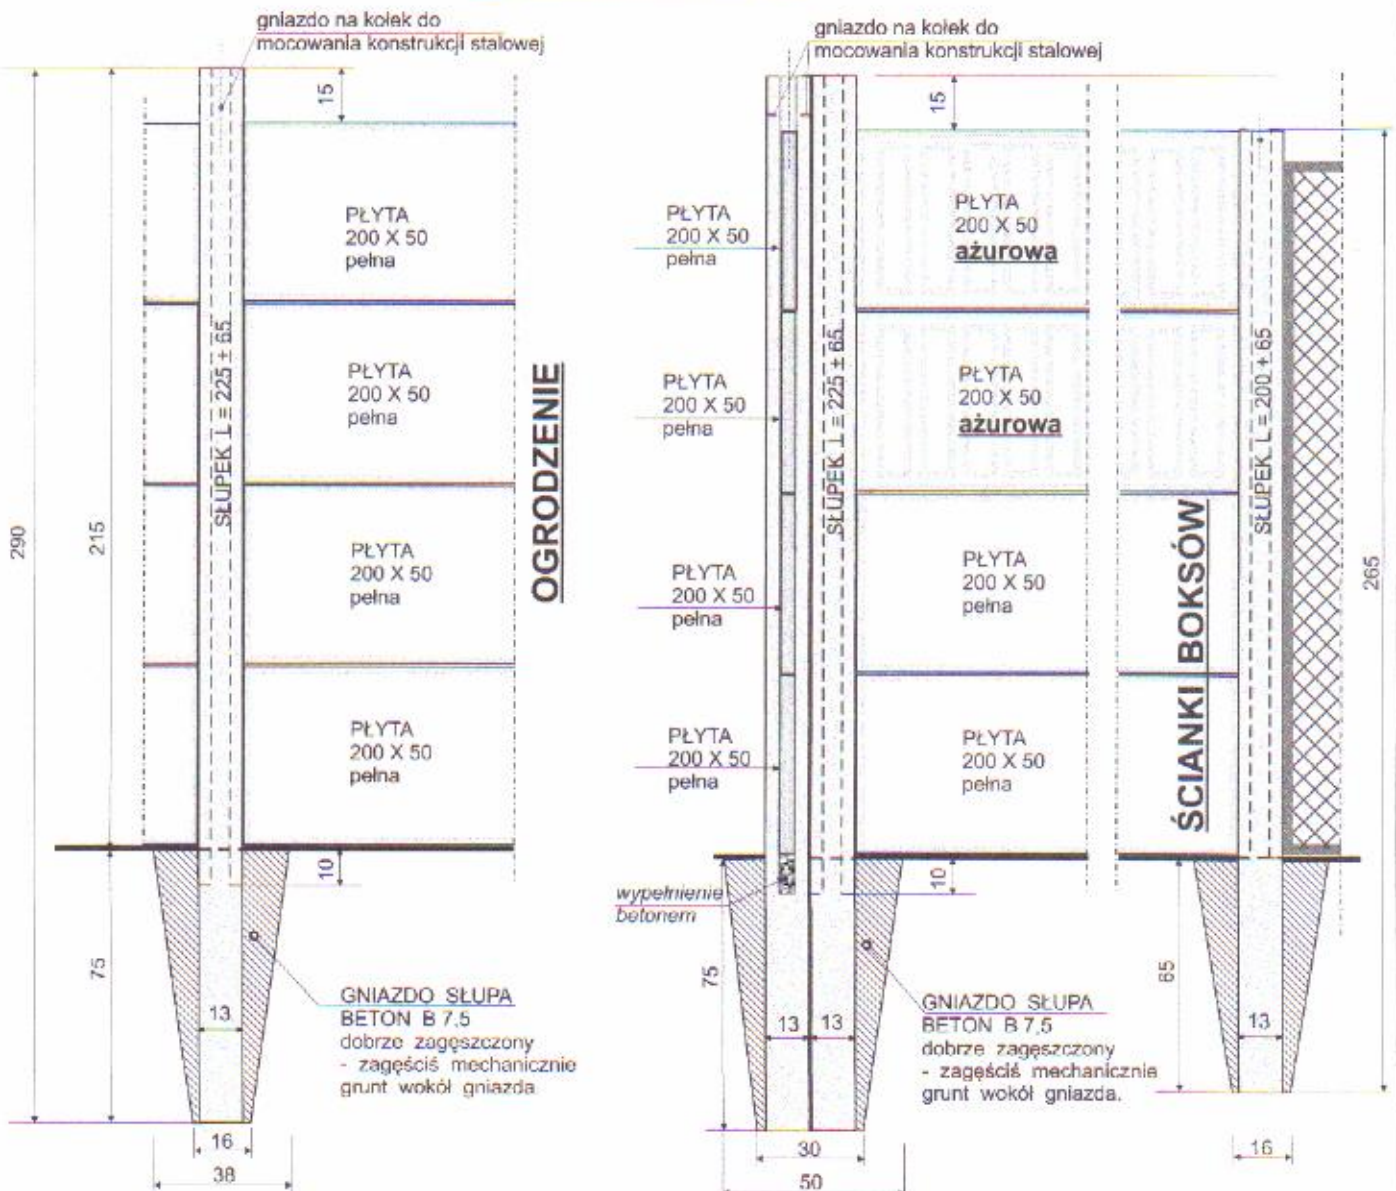 gniazdo na kołek do
mocowania konstrukcji stalowej
15
290
215
PŁYTA
200 X 50
pełna
SŁUPEK L = 225 ± 65
PŁYTA
200 X 50
pełna
PŁYTA
200 X 50
pełna
PŁYTA
200 X 50
pełna
OGRODZENIE
10
75
13
GNIAZDO SŁUPA
BETON B 7,5
dobrze zagęszczony
- zagęściś mechanicznie
grunt wokół gniazda
16
38
gniazdo na kołek do
mocowania konstrukcji stalowej
15
PŁYTA
200 X 50
pełna
PŁYTA
200 X 50
pełna
PŁYTA
200 X 50
pełna
PŁYTA
200 X 50
pełna
SŁUPEK L = 225 ± 65
PŁYTA
200 X 50
ażurowa
PŁYTA
200 X 50
ażurowa
PŁYTA
200 X 50
pełna
PŁYTA
200 X 50
pełna
ŚCIANKI BOKSÓW
SŁUPEK L = 200 + 65
265
10
wypełnienie
betonem
75
13
13
GNIAZDO SŁUPA
BETON B 7,5
dobrze zagęszczony
- zagęściś mechanicznie
grunt wokół gniazda.
65
13
30
50
16